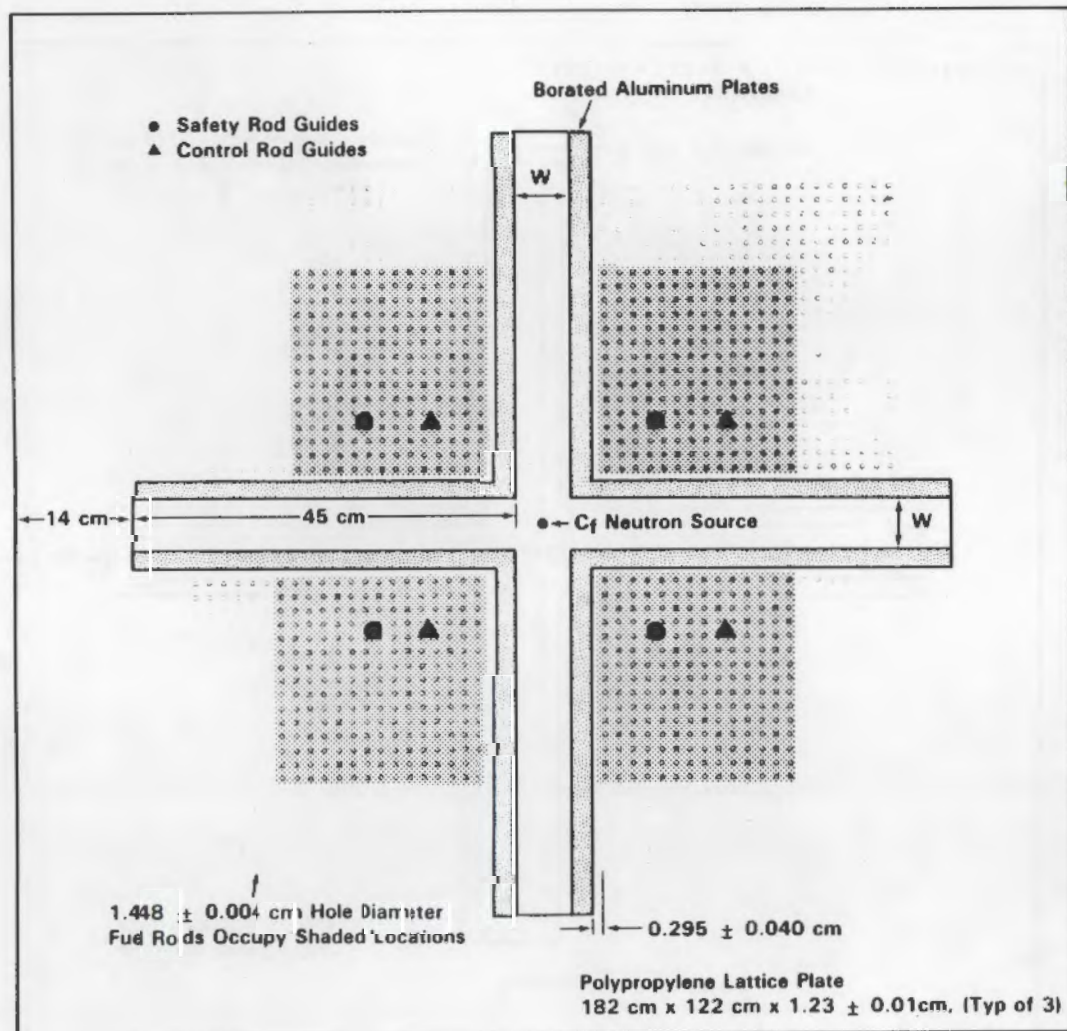 Borated Aluminum Plates
● Safety Rod Guides
▲ Control Rod Guides
W
14 cm
45 cm
Cf Neutron Source
W
1.448 ± 0.004 cm Hole Diameter
Fuel Rods Occupy Shaded Locations
0.295 ± 0.040 cm
Polypropylene Lattice Plate
182 cm x 122 cm x 1.23 ± 0.01cm, (Typ of 3)